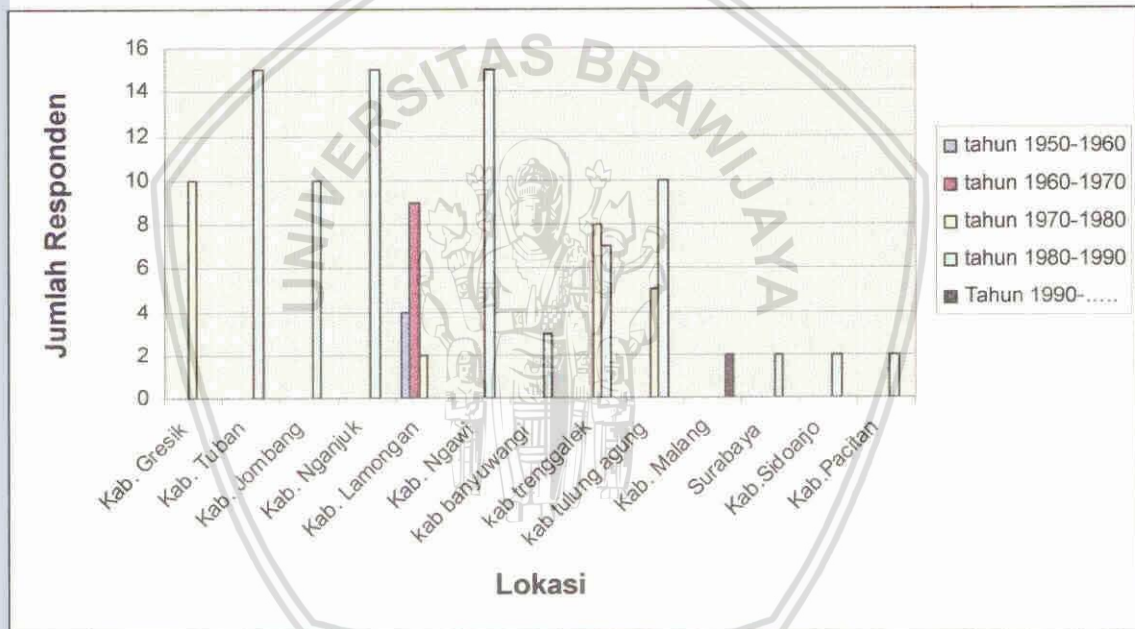 UNIVERSITAS BRAWIJAYA
Jumlah Responden
16
14
12
10
8
6
4
2
0
Kab. Gresik
Kab. Tuban
Kab. Jombang
Kab. Nganjuk
Kab. Lamongan
Kab. Ngawi
kab banyuwangi
kab trenggalek
kab tulung agung
Kab. Malang
Surabaya
Kab.Sidoarjo
Kab.Pacitan
Lokasi
tahun 1950-1960
tahun 1960-1970
tahun 1970-1980
tahun 1980-1990
Tahun 1990-.....